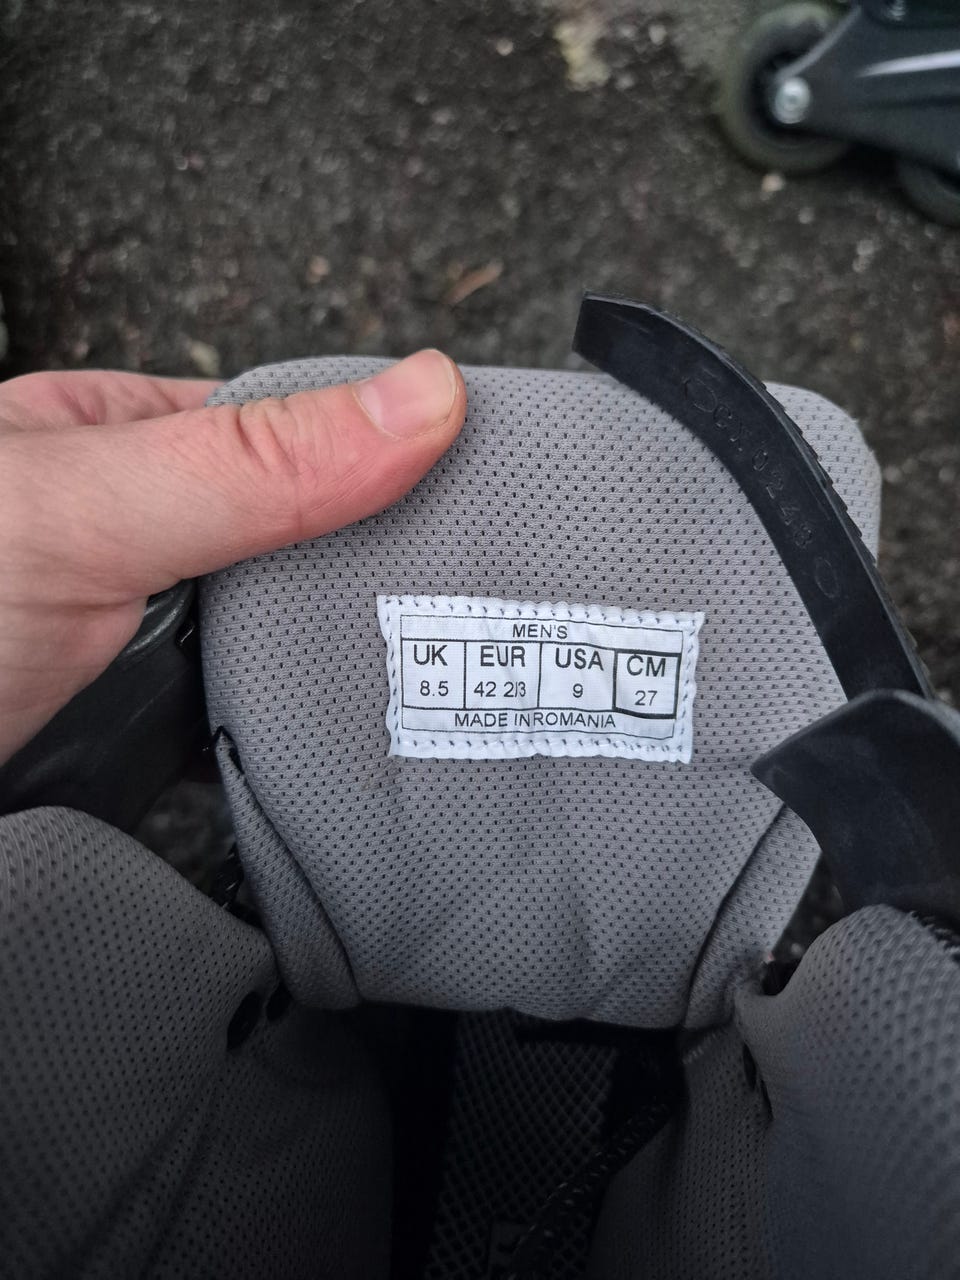 MEN'S
UK EUR USA CM
8.5 42 2/3 9 27
MADE IN ROMANIA